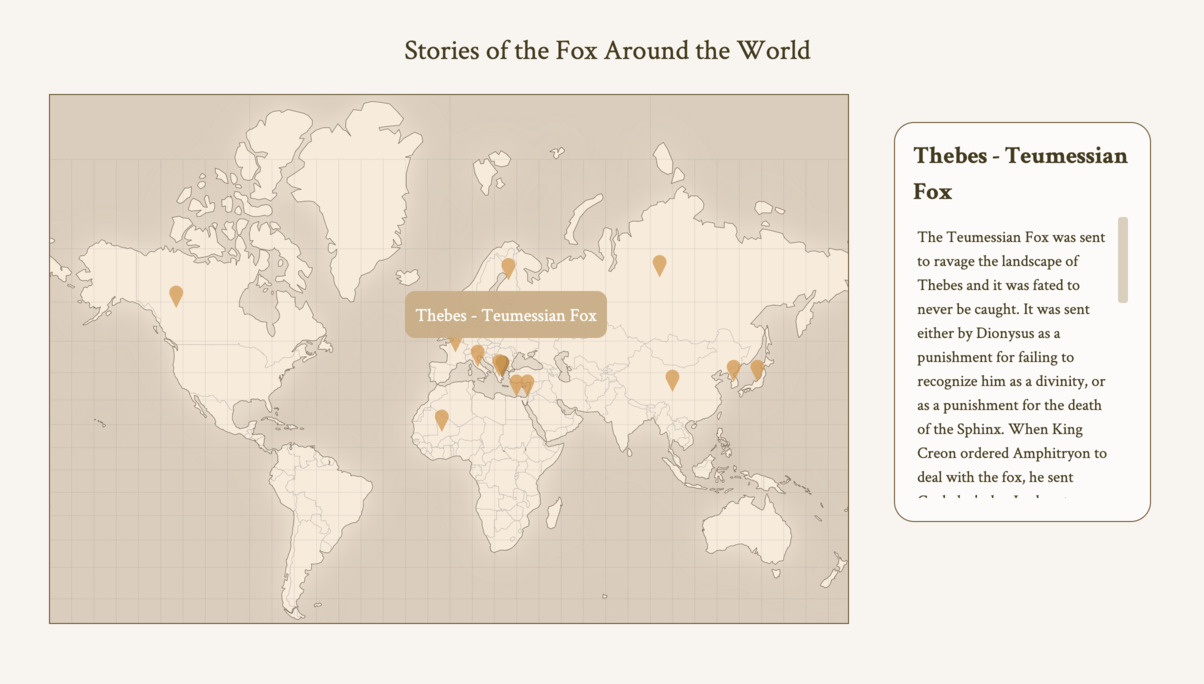 Stories of the Fox Around the World
Thebes - Teumessian Fox
Thebes - Teumessian
Fox
The Teumessian Fox was sent
to ravage the landscape of
Thebes and it was fated to
never be caught. It was sent
either by Dionysus as a
punishment for failing to
recognize him as a divinity, or
as a punishment for the death
of the Sphinx. When King
Creon ordered Amphitryon to
deal with the fox, he sent